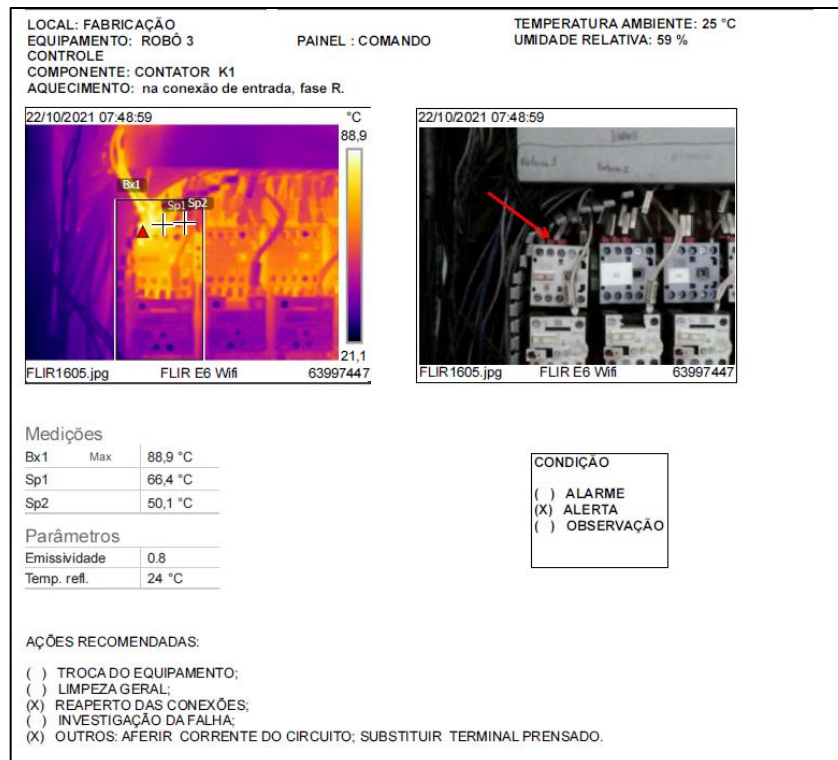 LOCAL: FABRICAÇÃO
EQUIPAMENTO: ROBÔ 3 PAINEL : COMANDO
CONTROLE
COMPONENTE: CONTATOR K1
AQUECIMENTO: na conexão de entrada, fase R.
TEMPERATURA AMBIENTE: 25 °C
UMIDADE RELATIVA: 59 %
22/10/2021 07:48:59 °C
88,9
Bx1
Sp1 Sp2
21,1
FLIR1605.jpg FLIR E6 Wifi 63997447
22/10/2021 07:48:59
FLIR1605.jpg FLIR E6 Wifi 63997447
Medições
Bx1 Max 88,9 °C
Sp1 66,4 °C
Sp2 50,1 °C
Parâmetros
Emissividade 0.8
Temp. refl. 24 °C
CONDIÇÃO
( ) ALARME
(X) ALERTA
( ) OBSERVAÇÃO
AÇÕES RECOMENDADAS:
( ) TROCA DO EQUIPAMENTO;
( ) LIMPEZA GERAL;
(X) REAPERTO DAS CONEXÕES;
( ) INVESTIGAÇÃO DA FALHA;
(X) OUTROS: AFERIR CORRENTE DO CIRCUITO; SUBSTITUIR TERMINAL PRENSADO.